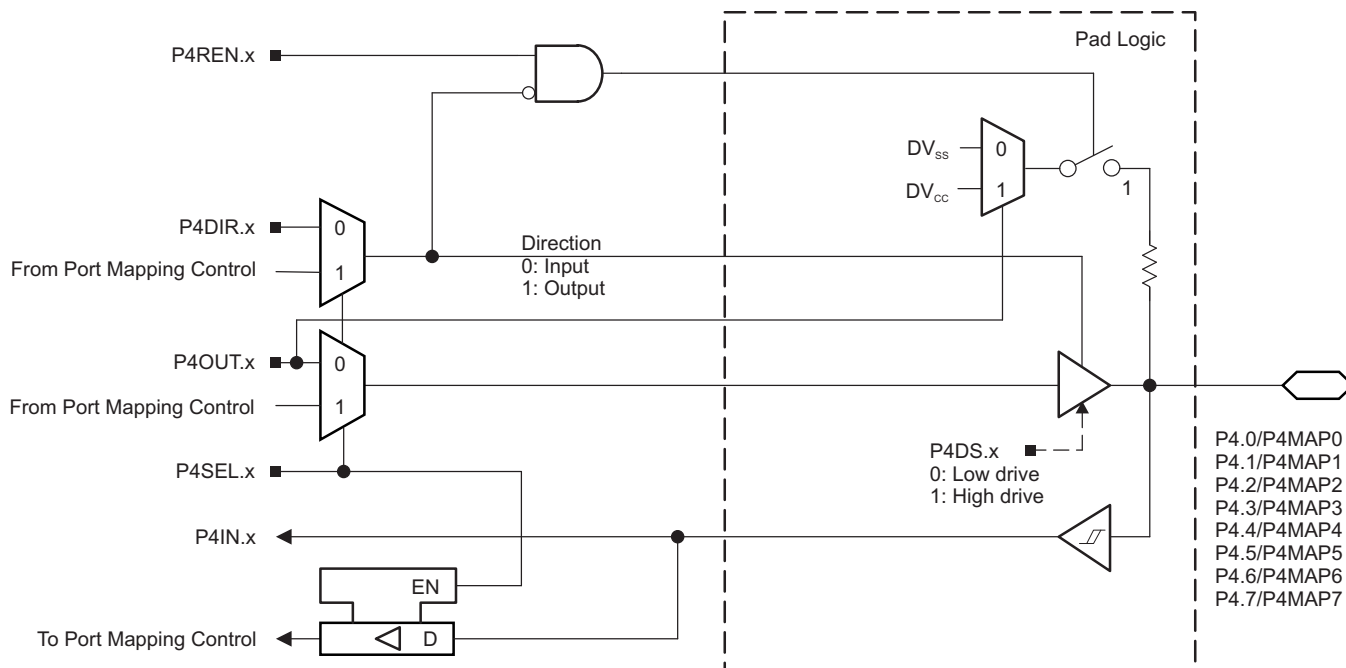 P4REN.x
Pad Logic
DVSS
0
DVCC
1
1
P4DIR.x
0
From Port Mapping Control
1
Direction
0: Input
1: Output
P4OUT.x
0
From Port Mapping Control
1
P4SEL.x
P4DS.x
0: Low drive
1: High drive
P4.0/P4MAP0
P4.1/P4MAP1
P4.2/P4MAP2
P4.3/P4MAP3
P4.4/P4MAP4
P4.5/P4MAP5
P4.6/P4MAP6
P4.7/P4MAP7
P4IN.x
EN
To Port Mapping Control
D